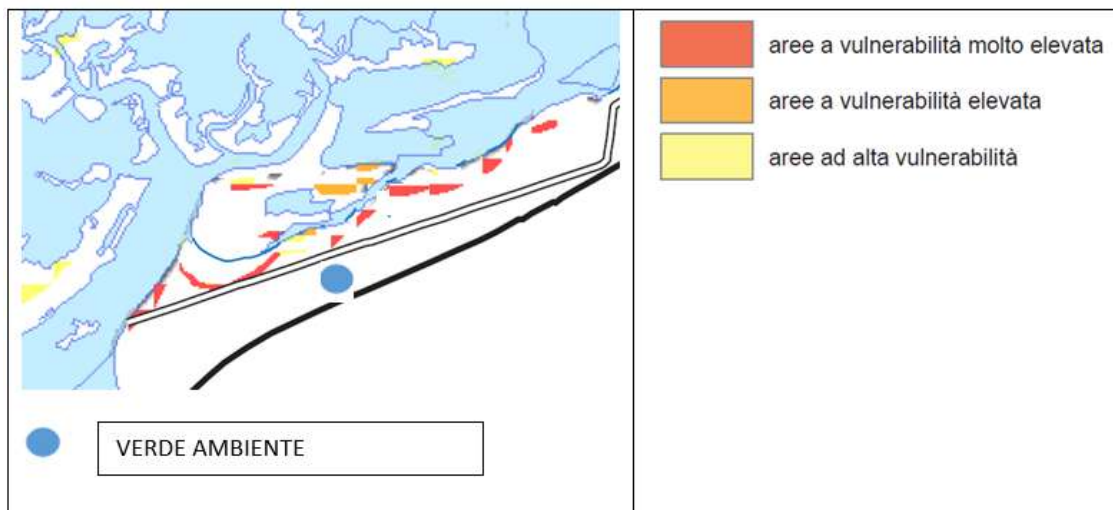 aree a vulnerabilità molto elevata
aree a vulnerabilità elevata
aree ad alta vulnerabilità
VERDE AMBIENTE